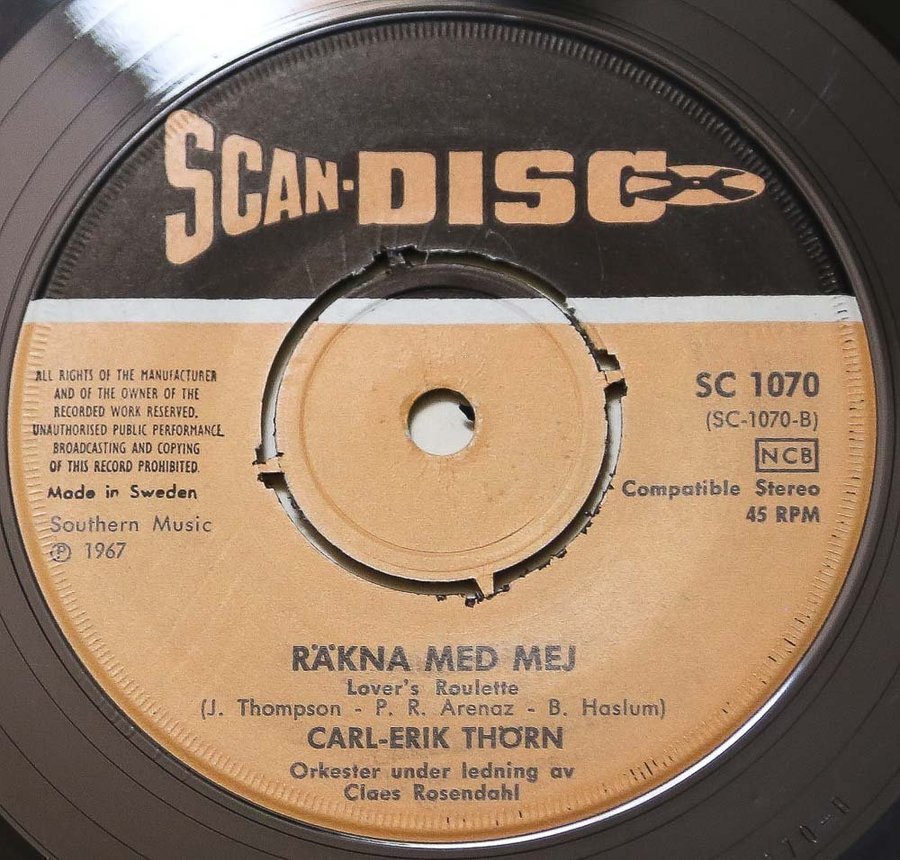 SCAN-DISC
ALL RIGHTS OF THE MANUFACTURER
AND OF THE OWNER OF THE
RECORDED WORK RESERVED.
UNAUTHORISED PUBLIC PERFORMANCE
BROADCASTING AND COPYING
OF THIS RECORD PROHIBITED.
Made in Sweden
Southern Music
℗ 1967
SC 1070
(SC-1070-B)
NCB
Compatible Stereo
45 RPM
RÄKNA MED MEJ
Lover's Roulette
(J. Thompson - P. R. Arenaz - B. Haslum)
CARL-ERIK THÖRN
Orkester under ledning av
Claes Rosendahl